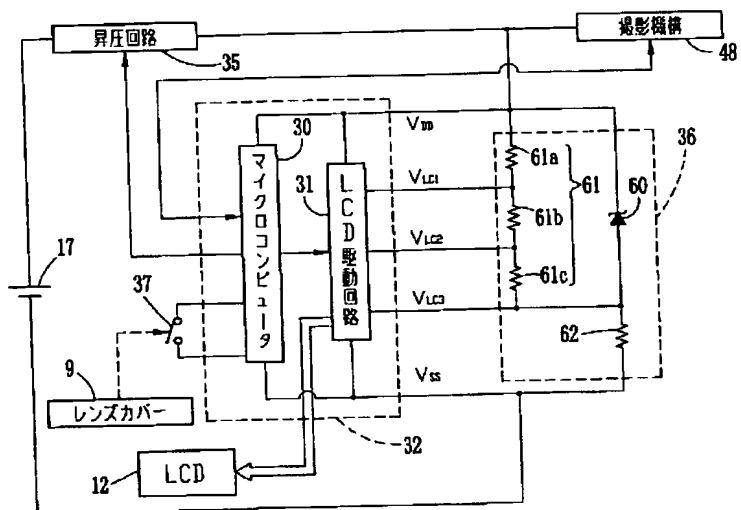 昇圧回路
35
撮影機構
48
30
VDD
マイクロコンピュータ
31
LCD駆動回路
VLC1
VLC2
VLC3
VSS
61a
61b
61c
61
60
36
62
17
37
9
レンズカバー
32
12
LCD